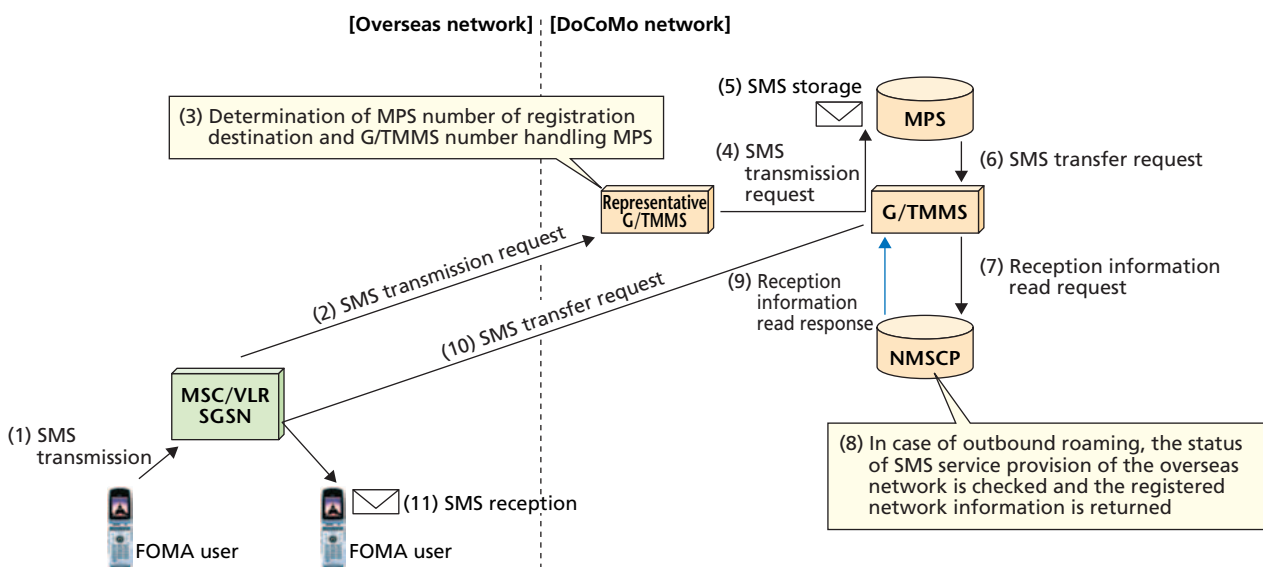 [Overseas network]
[DoCoMo network]
(3) Determination of MPS number of registration
destination and G/TMMS number handling MPS
(5) SMS storage
MPS
(4) SMS
transmission
request
(6) SMS transfer request
Representative
G/TMMS
G/TMMS
(2) SMS transmission request
(9) Reception
information
read response
(7) Reception information
read request
(10) SMS transfer request
NMSCP
MSC/VLR
SGSN
(1) SMS
transmission
(8) In case of outbound roaming, the status
of SMS service provision of the overseas
network is checked and the registered
network information is returned
(11) SMS reception
FOMA user
FOMA user